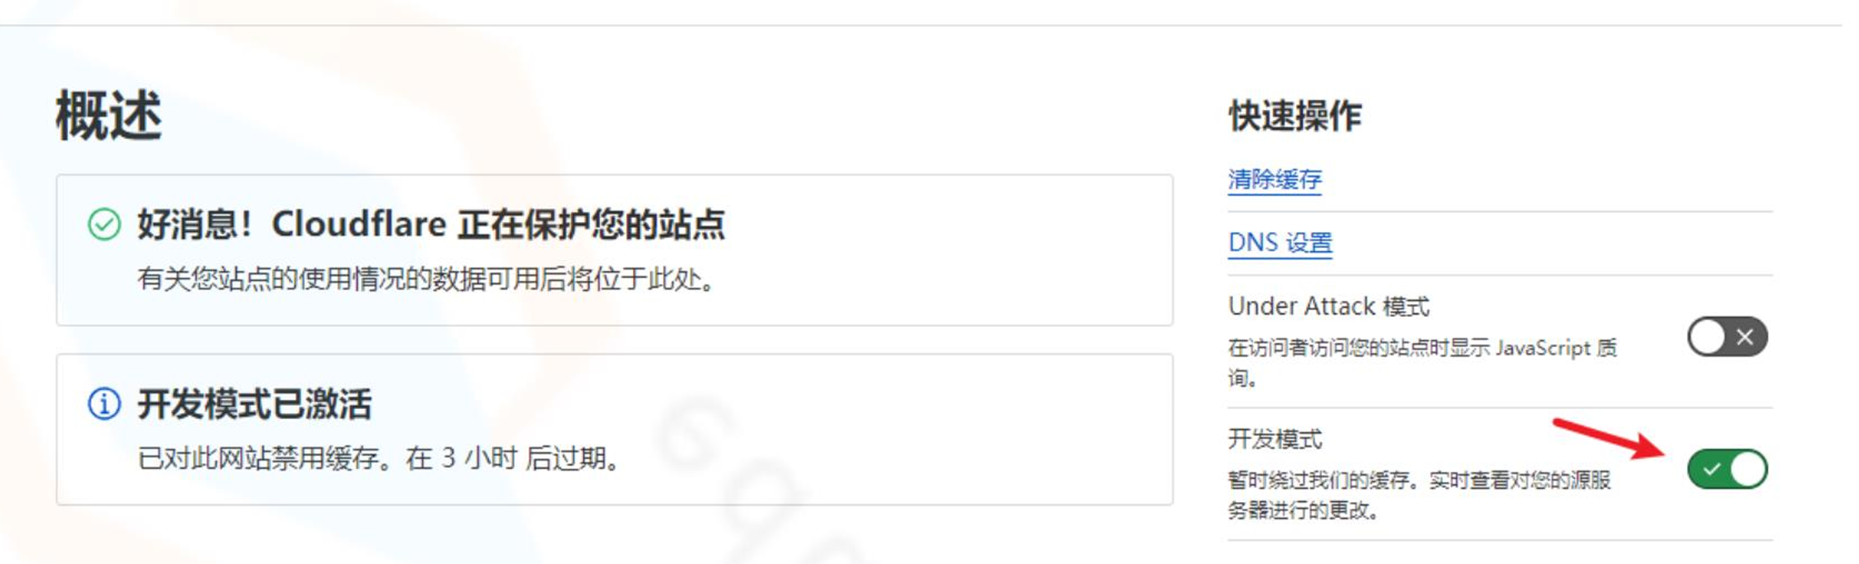 概述
好消息！Cloudflare 正在保护您的站点
有关您站点的使用情况的数据可用后将位于此处。
开发模式已激活
已对此网站禁用缓存。在 3 小时 后过期。
快速操作
清除缓存
DNS 设置
Under Attack 模式
在访问者访问您的站点时显示 JavaScript 质
询。
开发模式
暂时绕过我们的缓存。实时查看对您的源服
务器进行的更改。